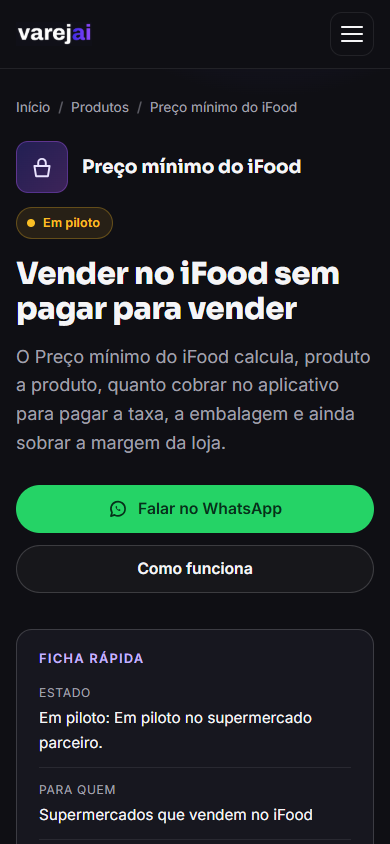 varejai
Início / Produtos / Preço mínimo do iFood
Preço mínimo do iFood
Em piloto
Vender no iFood sem
pagar para vender
O Preço mínimo do iFood calcula, produto
a produto, quanto cobrar no aplicativo
para pagar a taxa, a embalagem e ainda
sobrar a margem da loja.
Falar no WhatsApp
Como funciona
FICHA RÁPIDA
ESTADO
Em piloto: Em piloto no supermercado
parceiro.
PARA QUEM
Supermercados que vendem no iFood